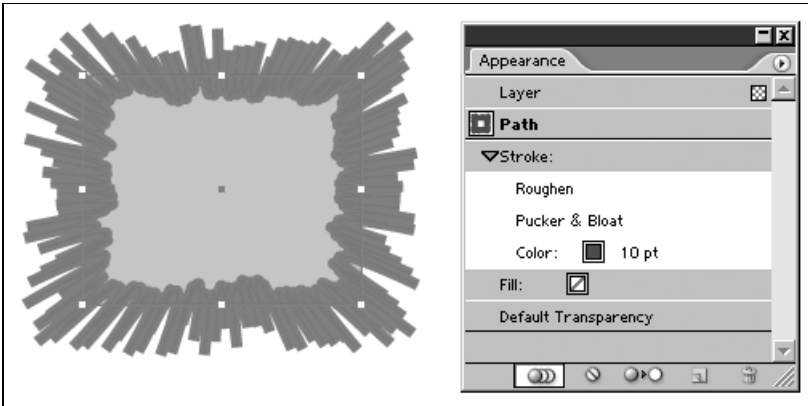 Appearance
Layer
Path
Stroke:
Roughen
Pucker & Bloat
Color: 10 pt
Fill:
Default Transparency